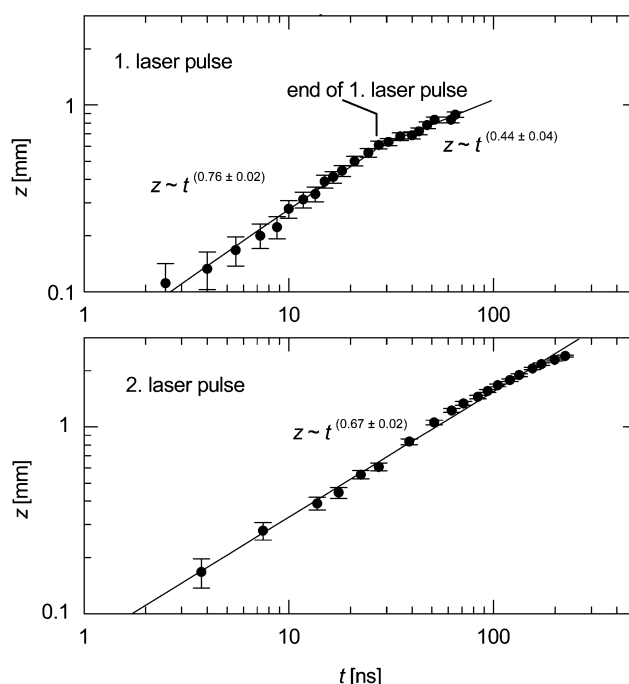 1. laser pulse
end of 1. laser pulse
z ~ t^(0.76 ± 0.02)
z ~ t^(0.44 ± 0.04)
z [mm]
1
0.1
1 10 100
2. laser pulse
z ~ t^(0.67 ± 0.02)
z [mm]
1
0.1
1 10 100
t [ns]